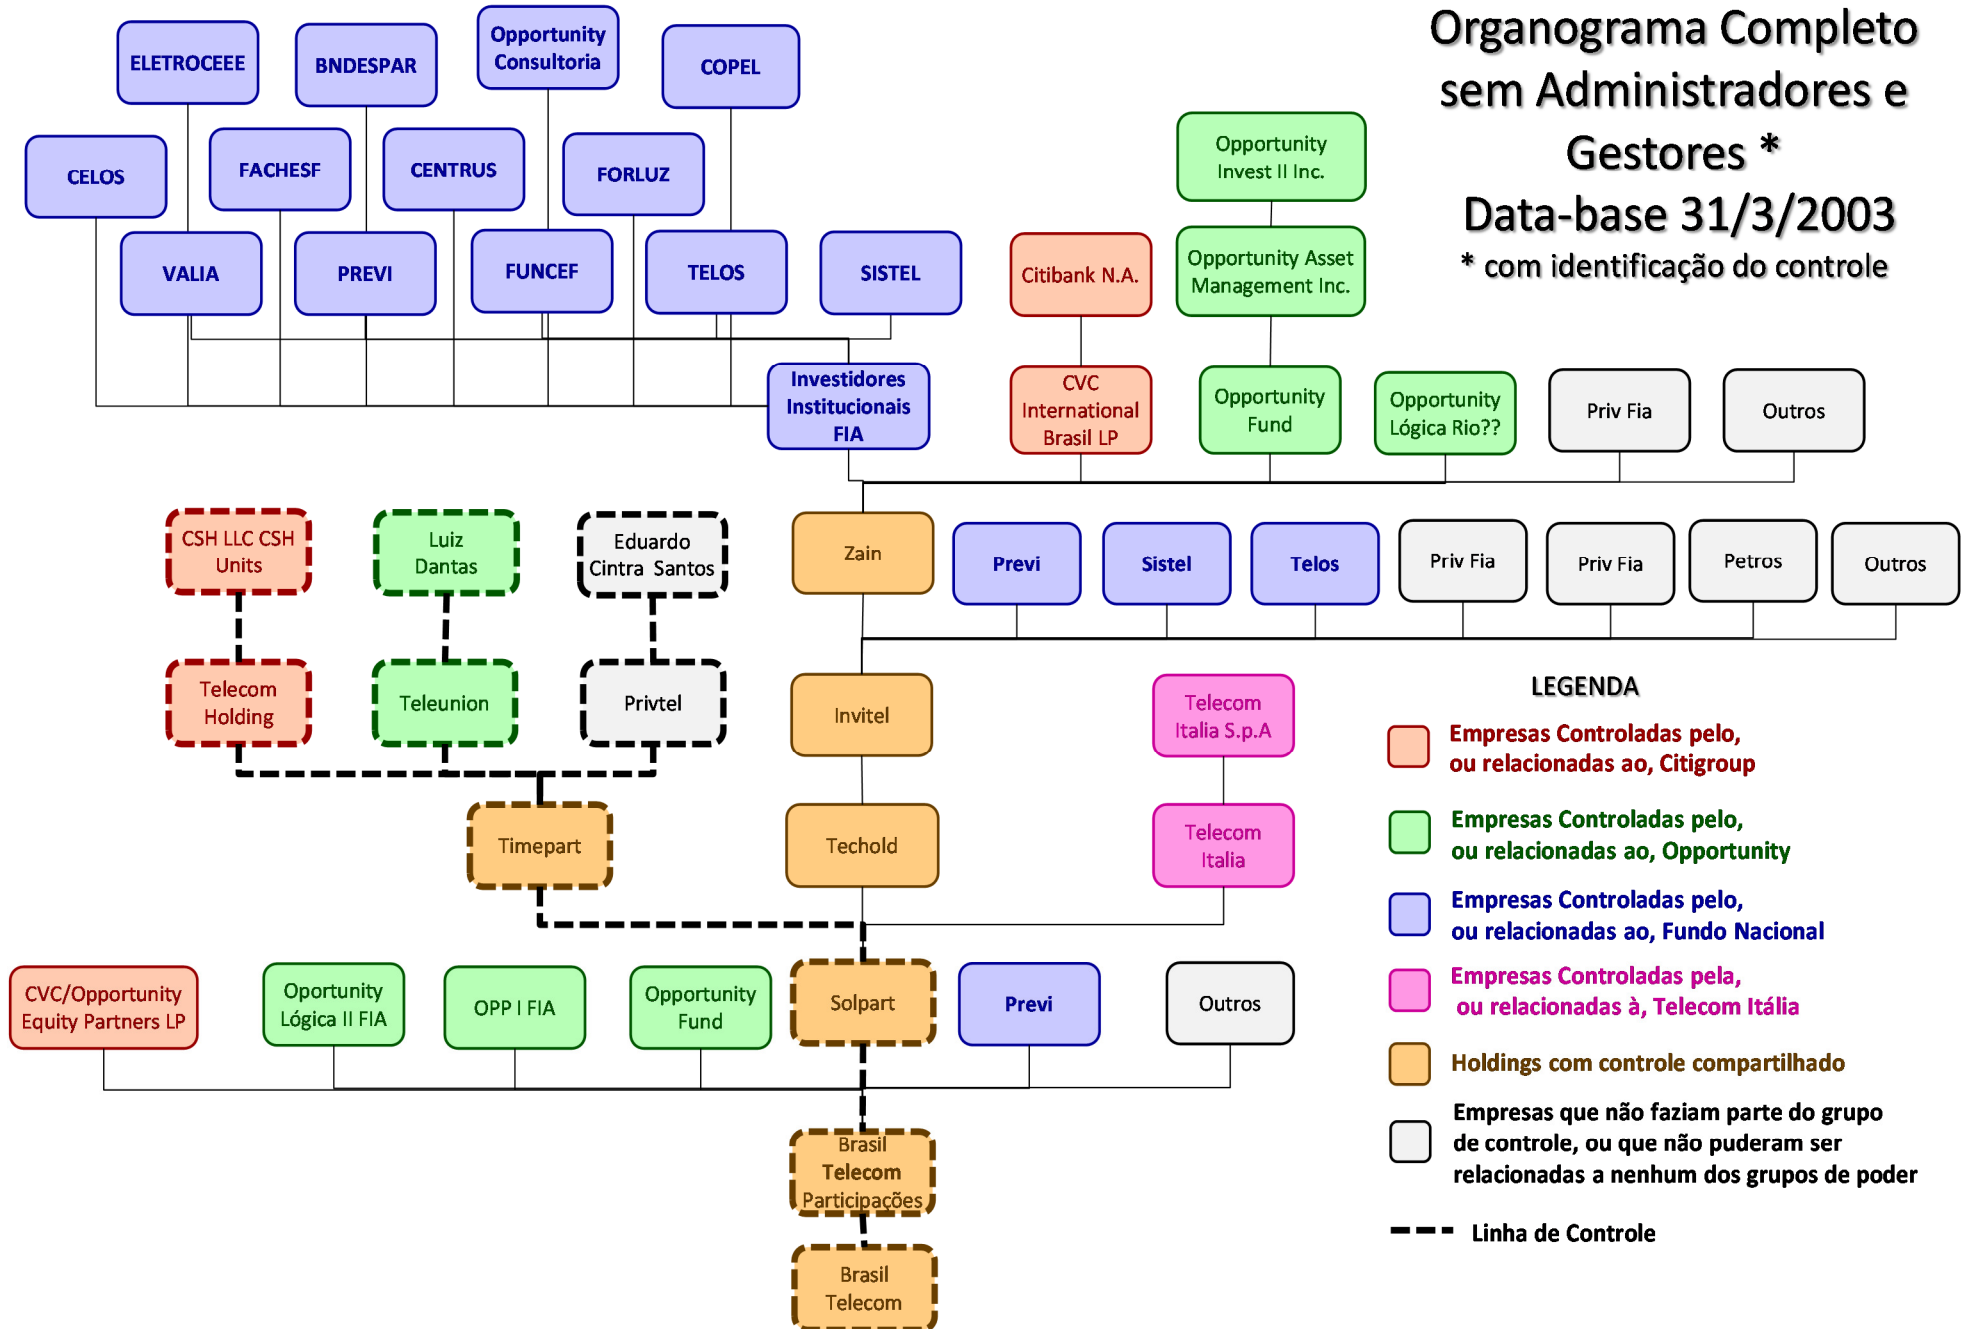 Organograma Completo
sem Administradores e
Gestores *
Data-base 31/3/2003
* com identificação do controle
ELETROCEEE
BNDESPAR
Opportunity
Consultoria
COPEL
CELOS
FACHESF
CENTRUS
FORLUZ
VALIA
PREVI
FUNCEF
TELOS
SISTEL
Opportunity
Invest II Inc.
Citibank N.A.
Opportunity Asset
Management Inc.
Investidores
Institucionais
FIA
CVC
International
Brasil LP
Opportunity
Fund
Opportunity
Lógica Rio??
Priv Fia
Outros
CSH LLC CSH
Units
Luiz
Dantas
Eduardo
Cintra Santos
Zain
Previ
Sistel
Telos
Priv Fia
Priv Fia
Petros
Outros
Telecom
Holding
Teleunion
Privtel
Invitel
Telecom
Italia S.p.A
Timepart
Techold
Telecom
Italia
CVC/Opportunity
Equity Partners LP
Oportunity
Lógica II FIA
OPP I FIA
Opportunity
Fund
Solpart
Previ
Outros
Brasil
Telecom
Participações
Brasil
Telecom
LEGENDA
Empresas Controladas pelo,
ou relacionadas ao, Citigroup
Empresas Controladas pelo,
ou relacionadas ao, Opportunity
Empresas Controladas pelo,
ou relacionadas ao, Fundo Nacional
Empresas Controladas pela,
ou relacionadas à, Telecom Itália
Holdings com controle compartilhado
Empresas que não faziam parte do grupo
de controle, ou que não puderam ser
relacionadas a nenhum dos grupos de poder
Linha de Controle